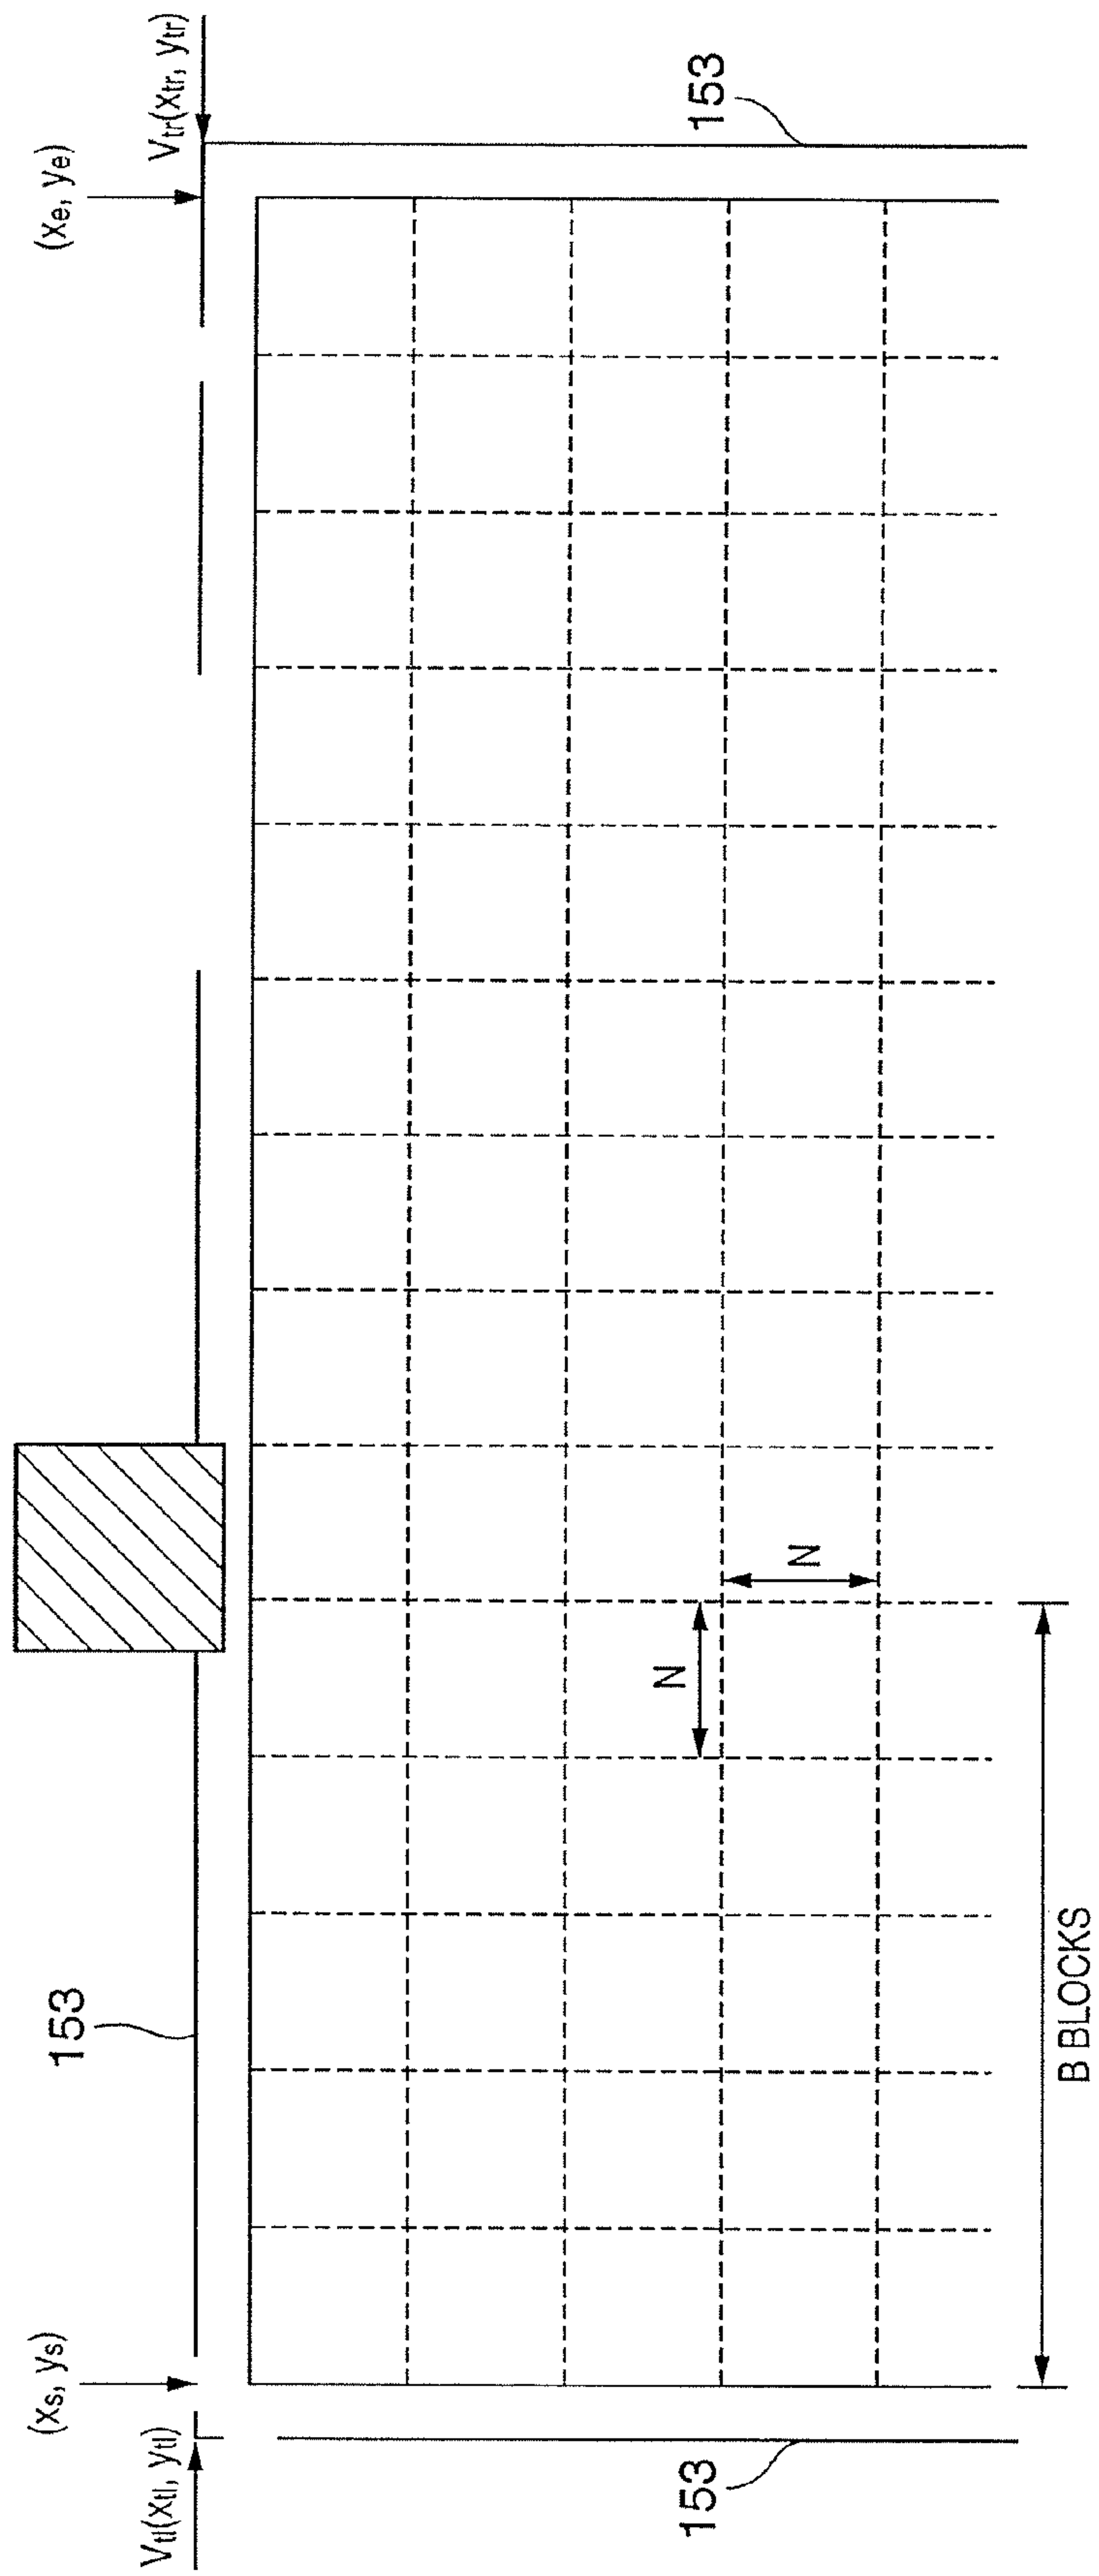 (xs, ys)
(xe, ye)
Vtl(xtl, ytl)
Vtr(xtr, ytr)
153
153
153
N
N
B BLOCKS